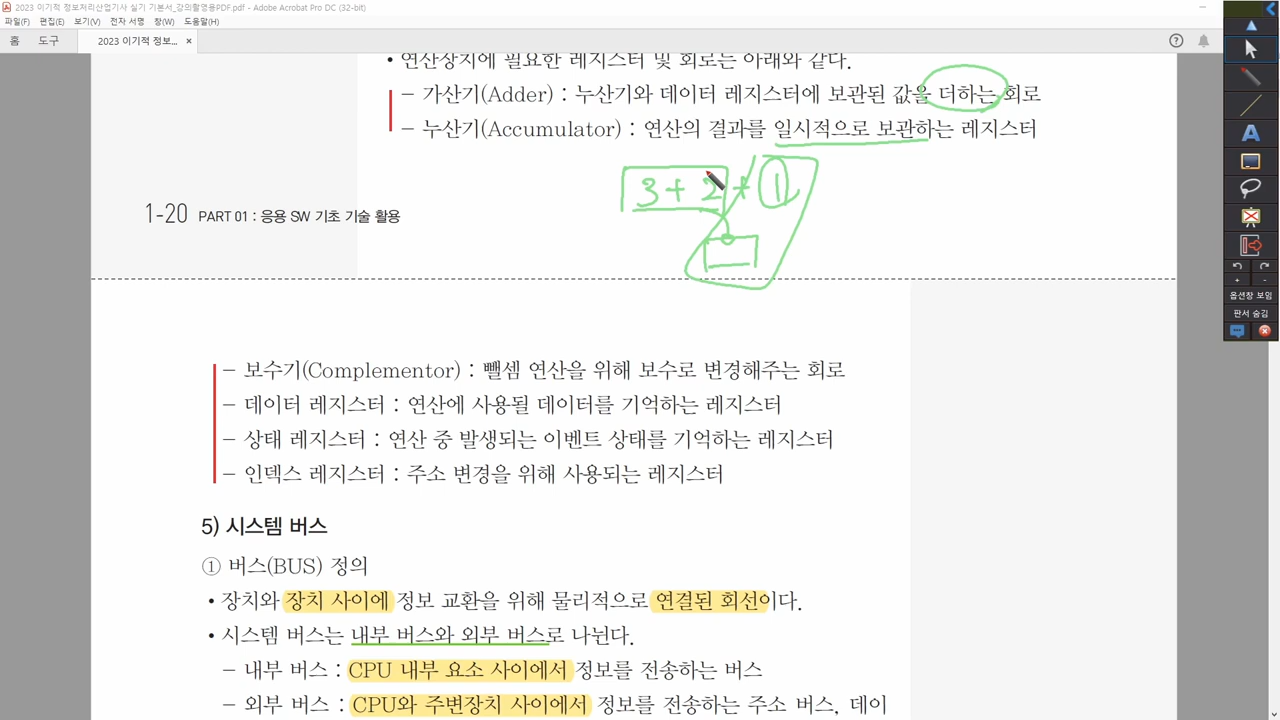 2023 이기적 정보처리산업기사 실기 기본서_강의촬영용PDF.pdf - Adobe Acrobat Pro DC (32-bit)
파일(F) 편집(E) 보기(V) 전자 서명 창(W) 도움말(H)
홈 도구 2023 이기적 정보... ×
• 연산장치에 필요한 레지스터 및 회로는 아래와 같다.
– 가산기(Adder) : 누산기와 데이터 레지스터에 보관된 값을 더하는 회로
– 누산기(Accumulator) : 연산의 결과를 일시적으로 보관하는 레지스터
3 + 2 + 1
1-20 PART 01 : 응용 SW 기초 기술 활용
– 보수기(Complementor) : 뺄셈 연산을 위해 보수로 변경해주는 회로
– 데이터 레지스터 : 연산에 사용될 데이터를 기억하는 레지스터
– 상태 레지스터 : 연산 중 발생되는 이벤트 상태를 기억하는 레지스터
– 인덱스 레지스터 : 주소 변경을 위해 사용되는 레지스터
5) 시스템 버스
① 버스(BUS) 정의
• 장치와 장치 사이에 정보 교환을 위해 물리적으로 연결된 회선이다.
• 시스템 버스는 내부 버스와 외부 버스로 나뉜다.
– 내부 버스 : CPU 내부 요소 사이에서 정보를 전송하는 버스
– 외부 버스 : CPU와 주변장치 사이에서 정보를 전송하는 주소 버스, 데이
A
+ -
옵션창 보임
판서 숨김